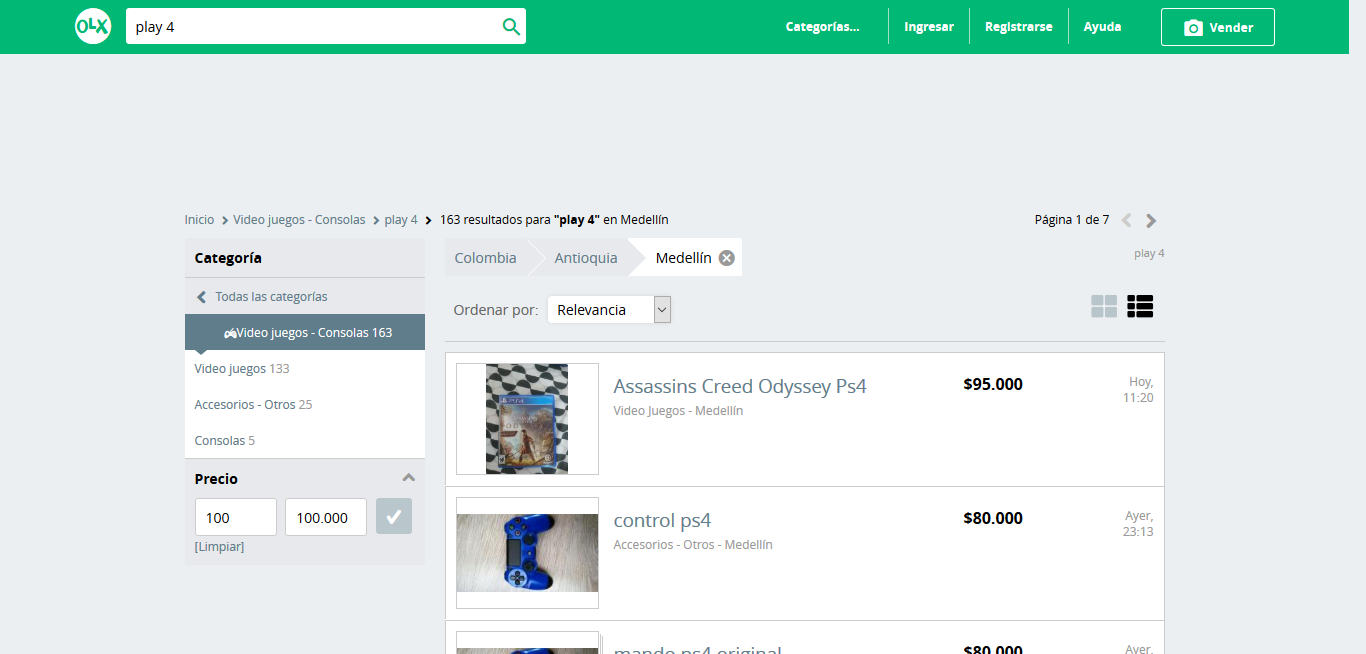 OLX
play 4
Categorías...
Ingresar
Registrarse
Ayuda
Vender
Inicio
Video juegos - Consolas
play 4
163 resultados para "play 4" en Medellín
Página 1 de 7
Categoría
Todas las categorías
Video juegos - Consolas 163
Video juegos 133
Accesorios - Otros 25
Consolas 5
Precio
100
100.000
[Limpiar]
Colombia
Antioquia
Medellín
play 4
Ordenar por:
Relevancia
PS4
Assassins Creed Odyssey Ps4
Video Juegos - Medellín
$95.000
Hoy,
11:20
control ps4
Accesorios - Otros - Medellín
$80.000
Ayer,
23:13
mando ps4 original
$80.000
Ayer,